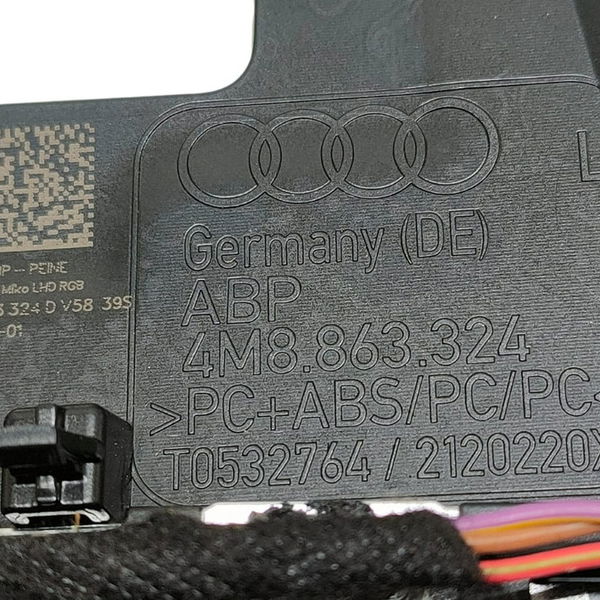 Germany (DE)
ABP
4M8.863.324
>PC+ABS/PC/PC+
T0532764 / 2120220X
P - PEINE
Miko LHD RGB
324 D V58 39S
-01